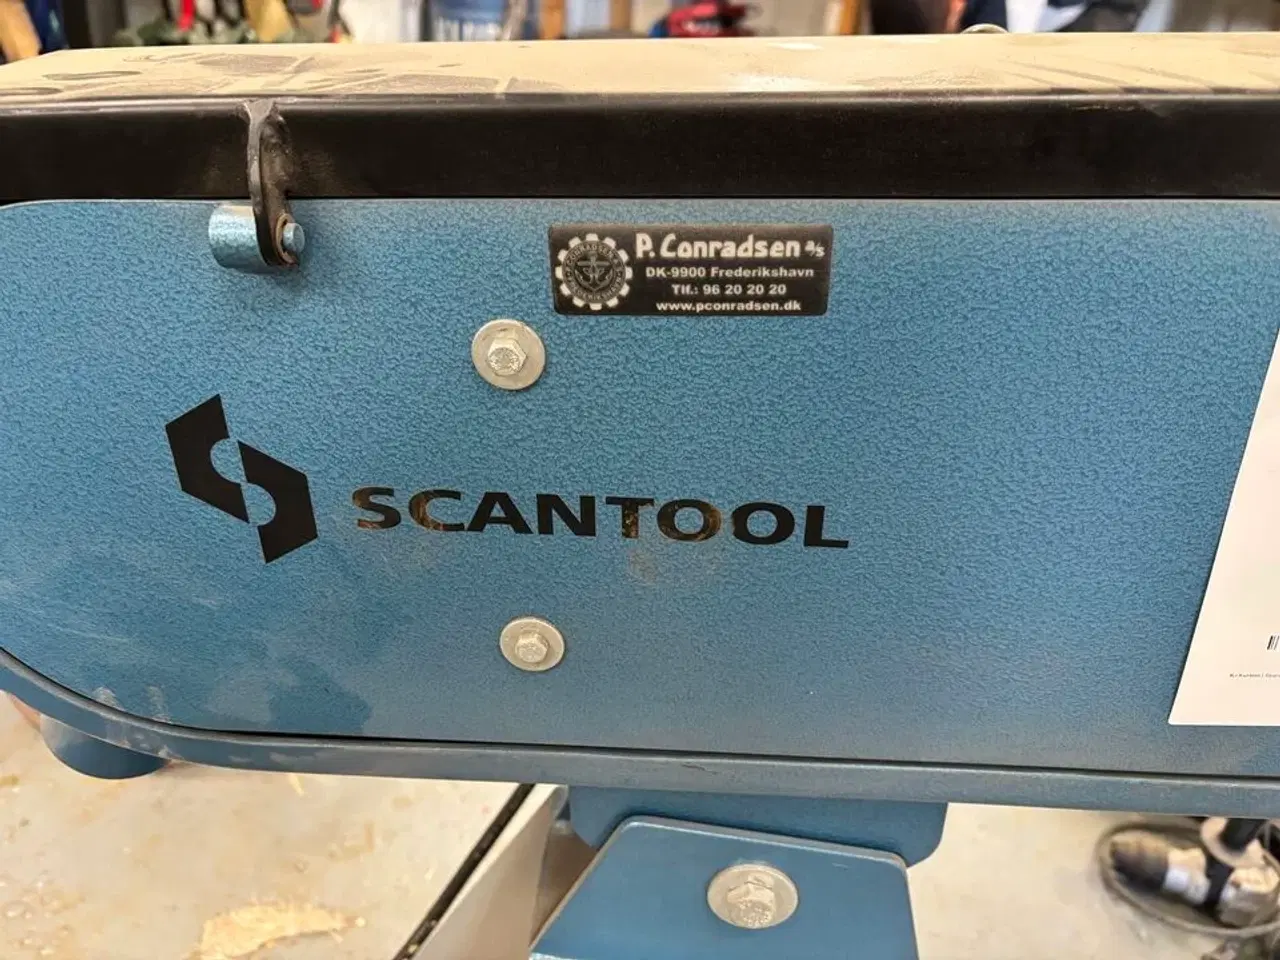 P. Conradsen a/s
DK-9900 Frederikshavn
Tlf.: 96 20 20 20
www.pconradsen.dk
SCANTOOL